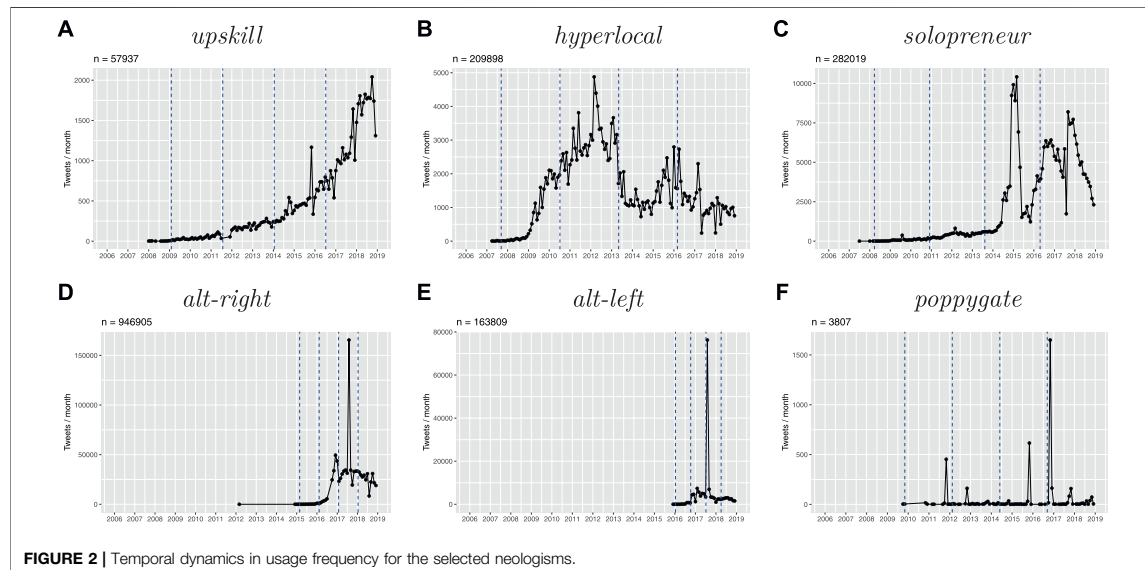 A
upskill
n = 57937
Tweets / month
2000
1500
1000
500
0
2006 2007 2008 2009 2010 2011 2012 2013 2014 2015 2016 2017 2018 2019
B
hyperlocal
n = 209898
Tweets / month
5000
4000
3000
2000
1000
0
2006 2007 2008 2009 2010 2011 2012 2013 2014 2015 2016 2017 2018 2019
C
solopreneur
n = 282019
Tweets / month
10000
7500
5000
2500
0
2006 2007 2008 2009 2010 2011 2012 2013 2014 2015 2016 2017 2018 2019
D
alt-right
n = 946905
Tweets / month
150000
100000
50000
0
2006 2007 2008 2009 2010 2011 2012 2013 2014 2015 2016 2017 2018 2019
E
alt-left
n = 163809
Tweets / month
80000
60000
40000
20000
0
2006 2007 2008 2009 2010 2011 2012 2013 2014 2015 2016 2017 2018 2019
F
poppygate
n = 3807
Tweets / month
1500
1000
500
0
2006 2007 2008 2009 2010 2011 2012 2013 2014 2015 2016 2017 2018 2019
FIGURE 2 | Temporal dynamics in usage frequency for the selected neologisms.